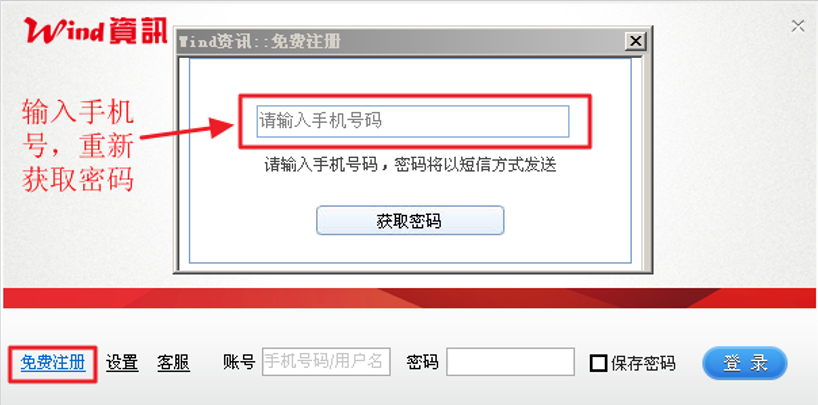 Wind資訊
Wind资讯::免费注册
输入手机
号，重新
获取密码
请输入手机号码
请输入手机号码，密码将以短信方式发送
获取密码
免费注册 设置 客服 账号 手机号码/用户名 密码 保存密码 登 录